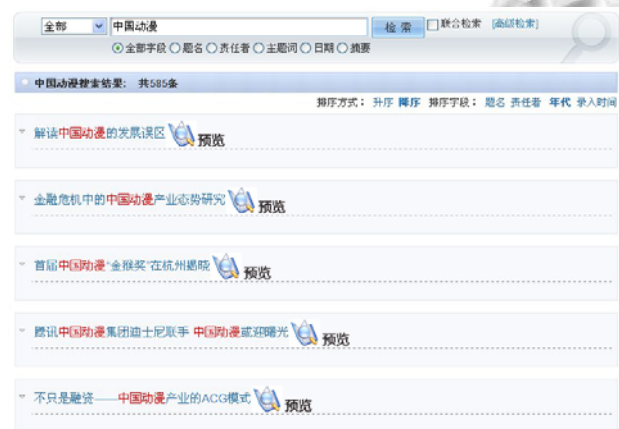 全部 中国动漫 检索 联合检索 [高级检索]
全部字段 题名 责任者 主题词 日期 摘要
中国动漫搜索结果: 共585条
排序方式: 升序 降序 排序字段: 题名 责任者 年代 录入时间
解读中国动漫的发展误区 预览
金融危机中的中国动漫产业态势研究 预览
首届中国动漫"金猴奖"在杭州揭晓 预览
腾讯中国动漫集团迪士尼联手 中国动漫或迎曙光 预览
不只是融资——中国动漫产业的ACG模式 预览